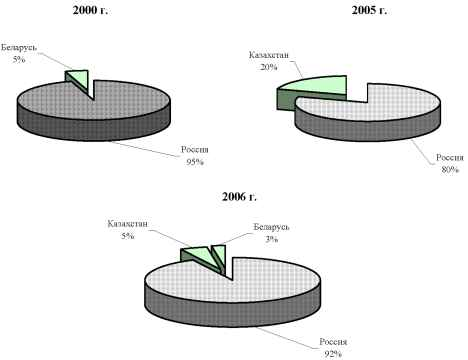 2000 г.
Беларусь
5%
Россия
95%
2005 г.
Казахстан
20%
Россия
80%
2006 г.
Казахстан
5%
Беларусь
3%
Россия
92%